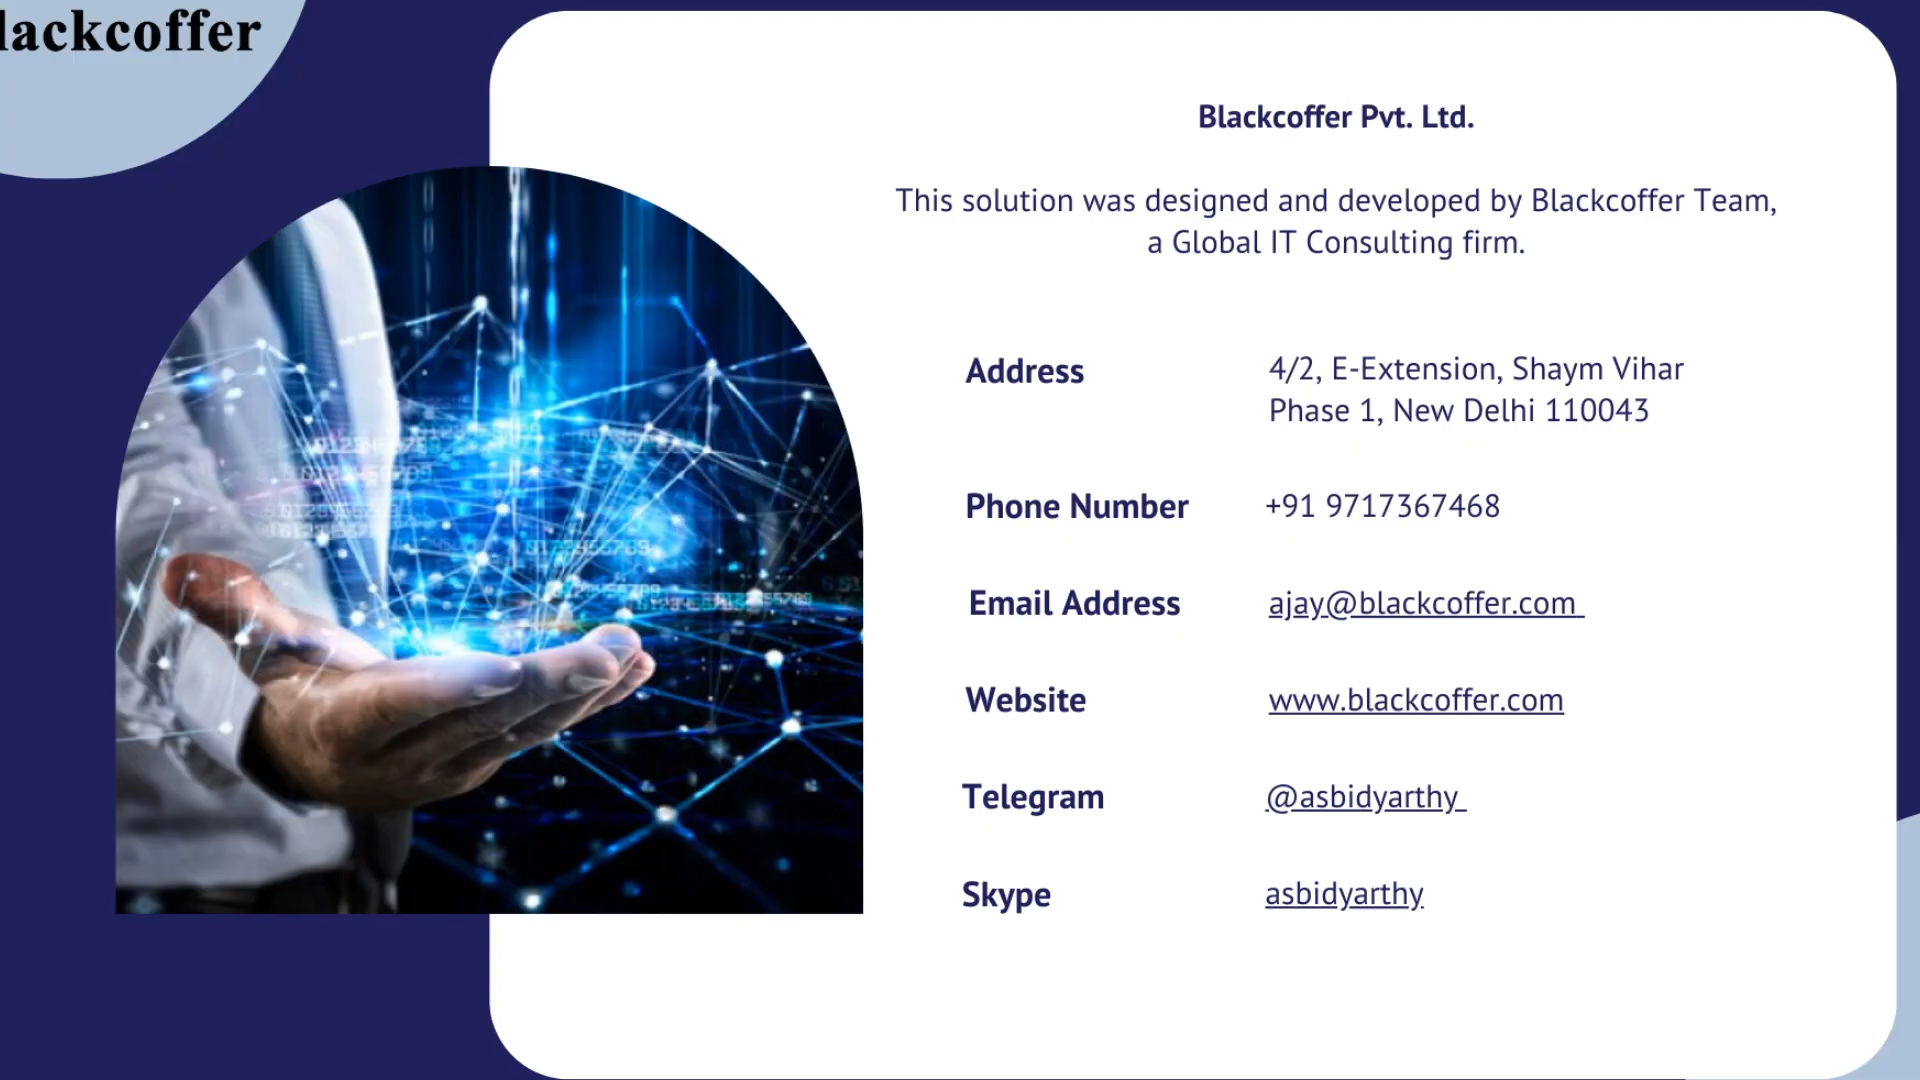 lackcoffer
Blackcoffer Pvt. Ltd.
This solution was designed and developed by Blackcoffer Team,
a Global IT Consulting firm.
Address
4/2, E-Extension, Shaym Vihar
Phase 1, New Delhi 110043
Phone Number
+91 9717367468
Email Address
ajay@blackcoffer.com
Website
www.blackcoffer.com
Telegram
@asbidyarthy
Skype
asbidyarthy